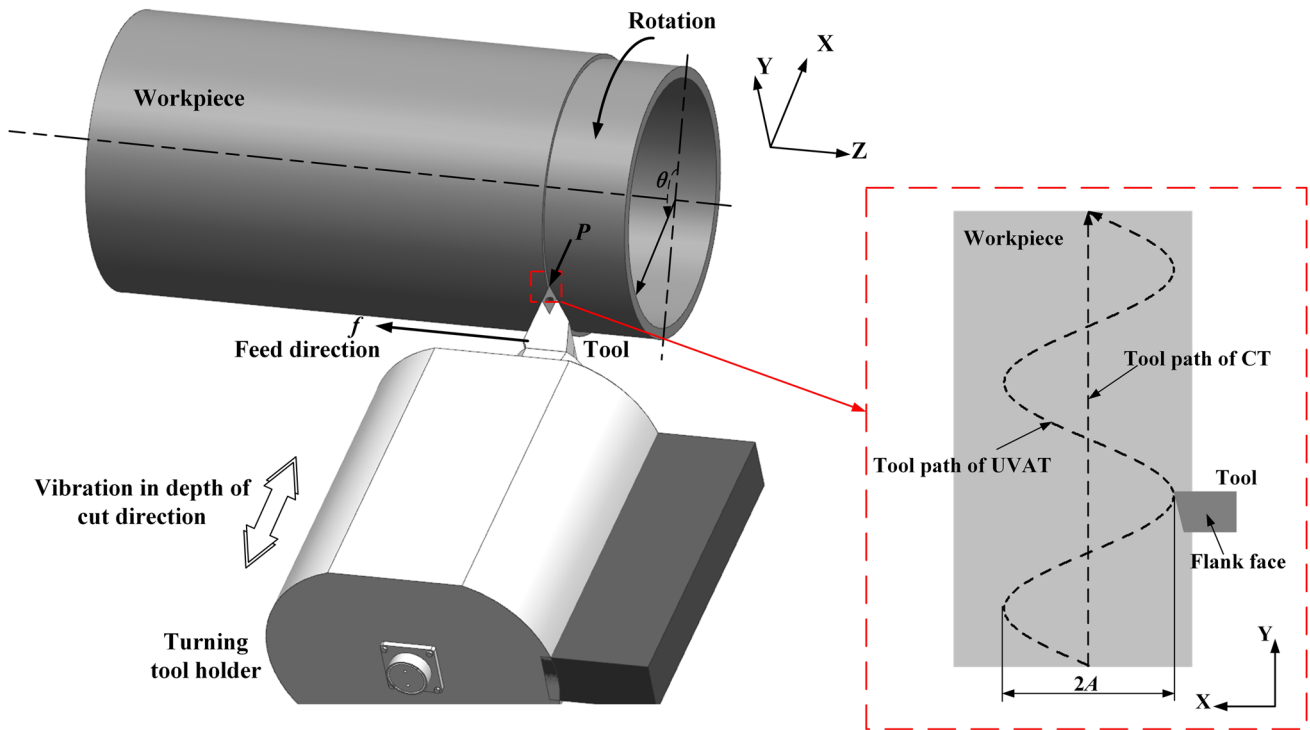 Rotation
X
Y
Z
Workpiece
θ
P
f
Feed direction
Tool
Vibration in depth of
cut direction
Turning
tool holder
Workpiece
Tool path of CT
Tool path of UVAT
Tool
Flank face
2A
Y
X